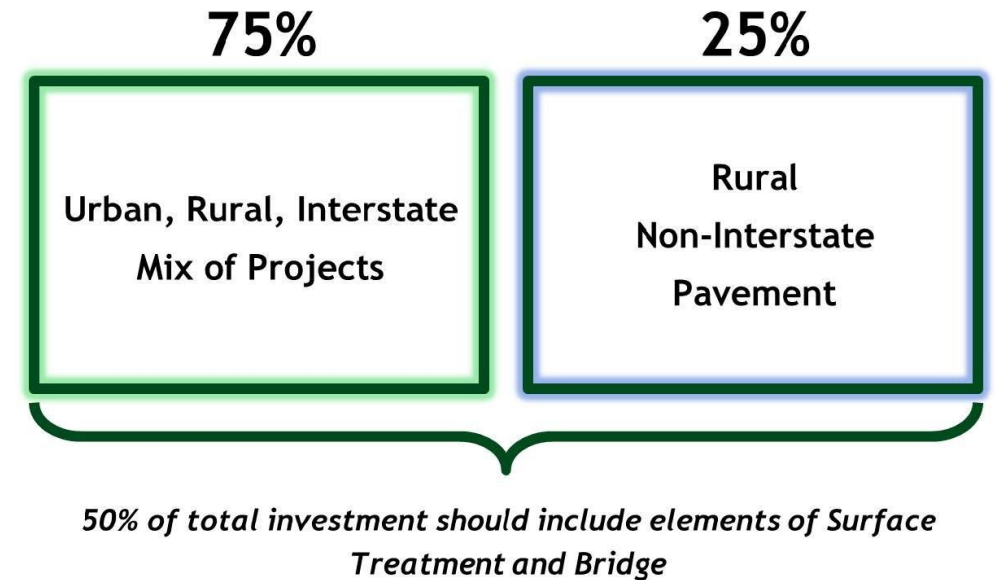 75%
25%
Urban, Rural, Interstate
Mix of Projects
Rural
Non-Interstate
Pavement
50% of total investment should include elements of Surface
Treatment and Bridge